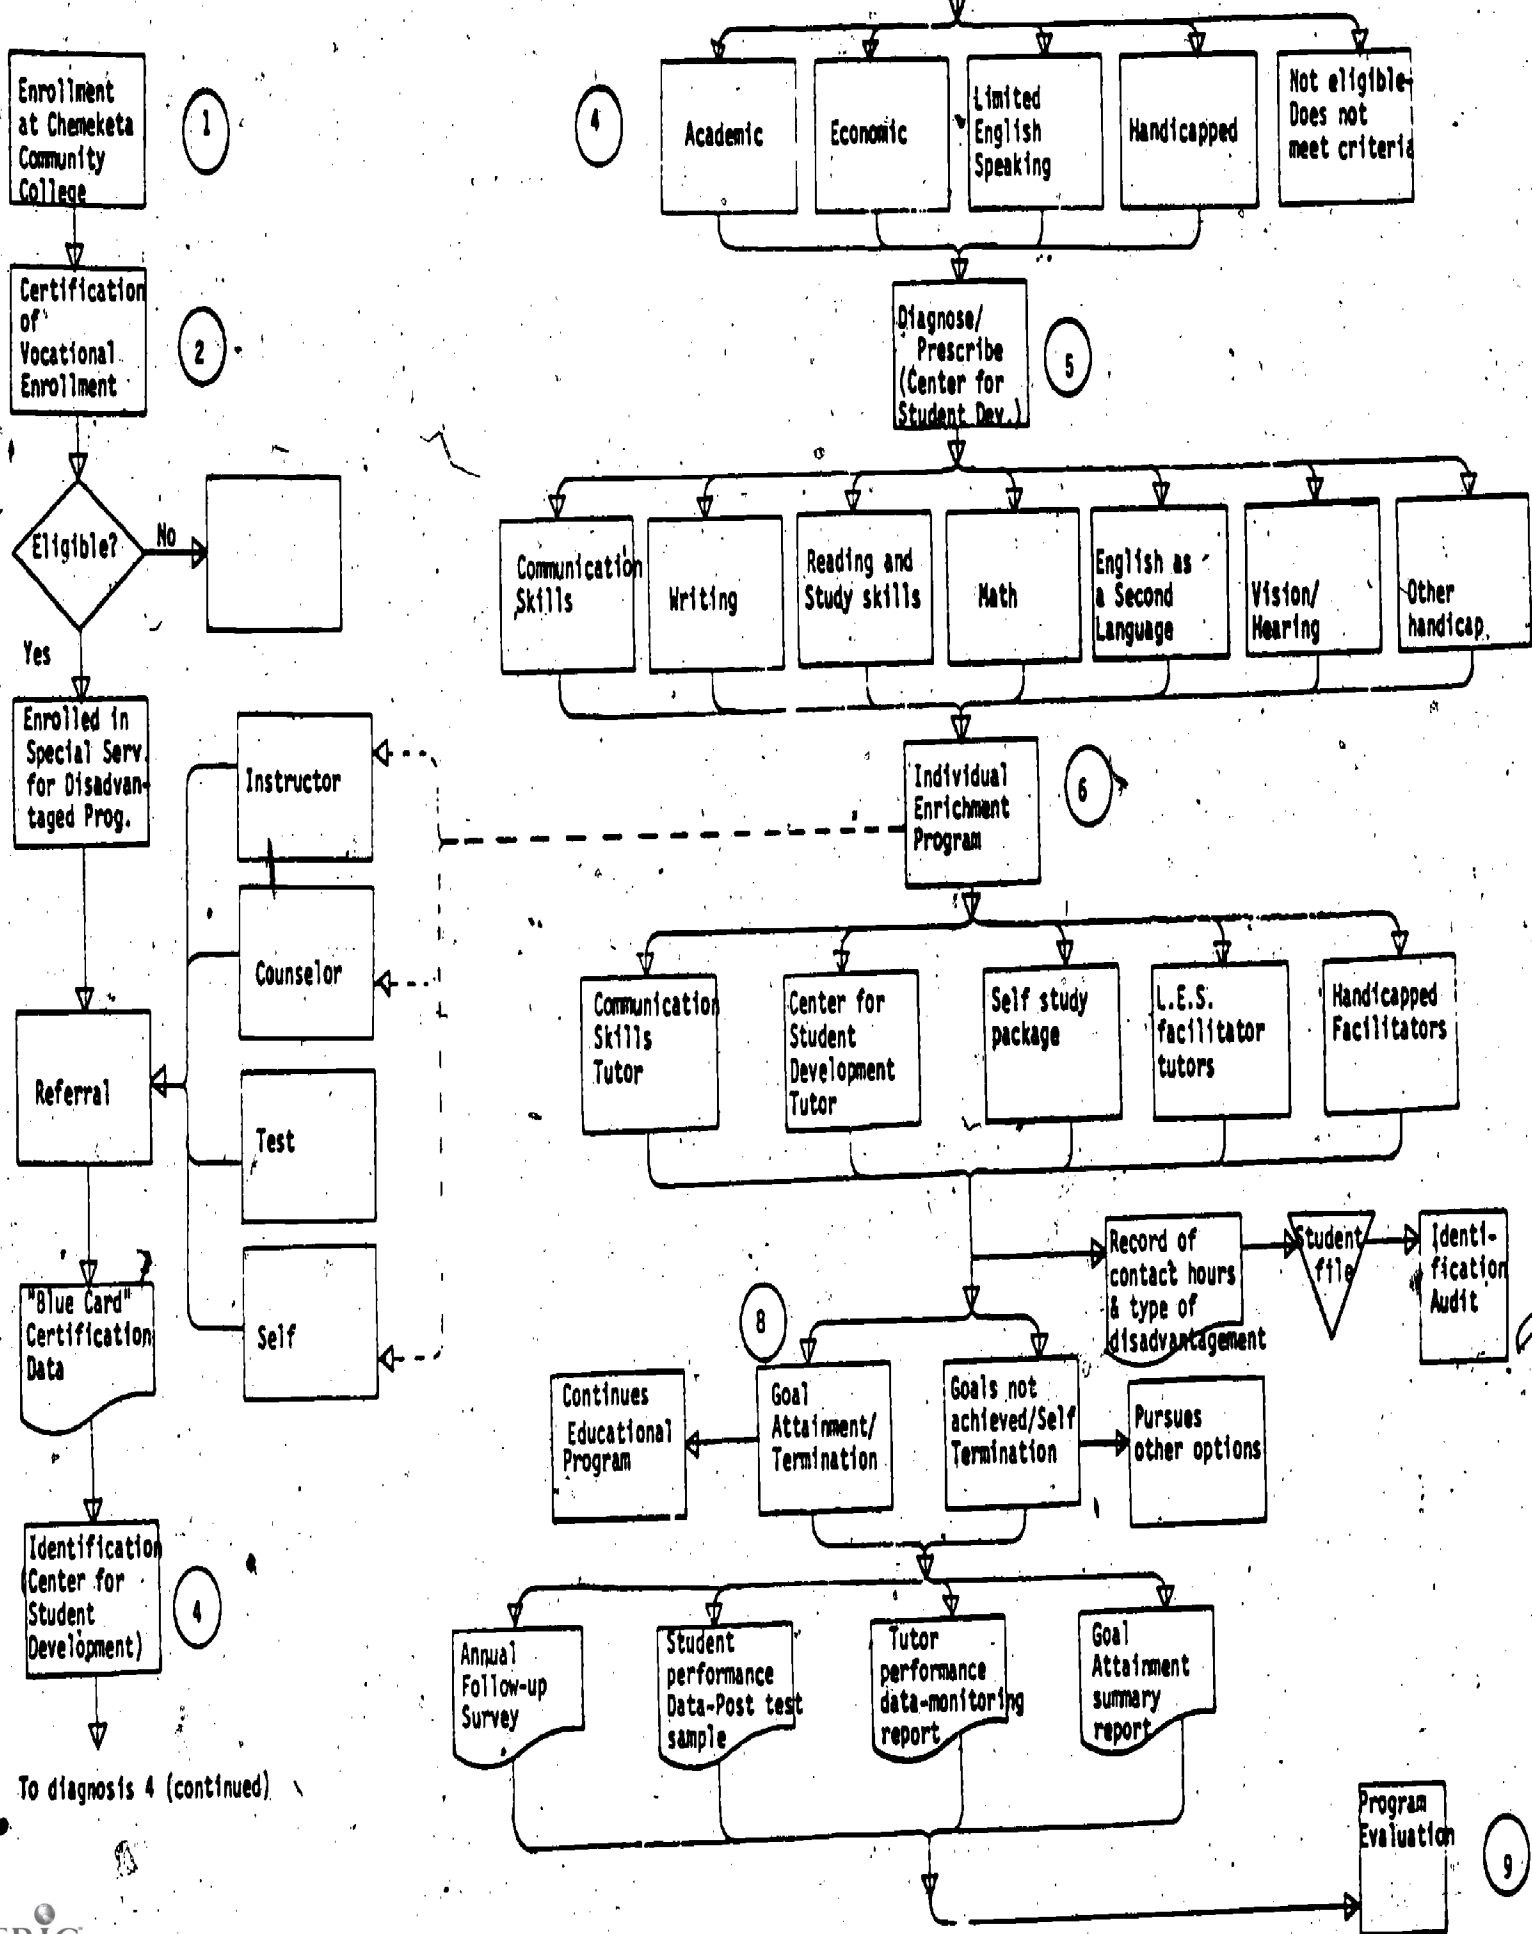 Enrollment
at Chemeketa
Community
College
1
Certification
of
Vocational
Enrollment
2
Eligible?
No
Yes
Enrolled in
Special Serv.
for Disadvan-
taged Prog.
Instructor
Counselor
Referral
Test
Self
"Blue Card"
Certification
Data
Identification
(Center for
Student
Development)
4
To diagnosis 4 (continued)
4
Academic
Economic
Limited
English
Speaking
Handicapped
Not eligible-
Does not
meet criteria
Diagnose/
Prescribe
(Center for
Student Dev.)
5
Communication
Skills
Writing
Reading and
Study skills
Math
English as
a Second
Language
Vision/
Hearing
Other
handicap
Individual
Enrichment
Program
6
Communication
Skills
Tutor
Center for
Student
Development
Tutor
Self study
package
L.E.S.
facilitator
tutors
Handicapped
Facilitators
Record of
contact hours
& type of
disadvantagement
Student
file
Identi-
fication
Audit
8
Continues
Educational
Program
Goal
Attainment/
Termination
Goals not
achieved/Self
Termination
Pursues
other options
Annual
Follow-up
Survey
Student
performance
Data-Post test
sample
Tutor
performance
data-monitoring
report
Goal
Attainment
summary
report
Program
Evaluation
9